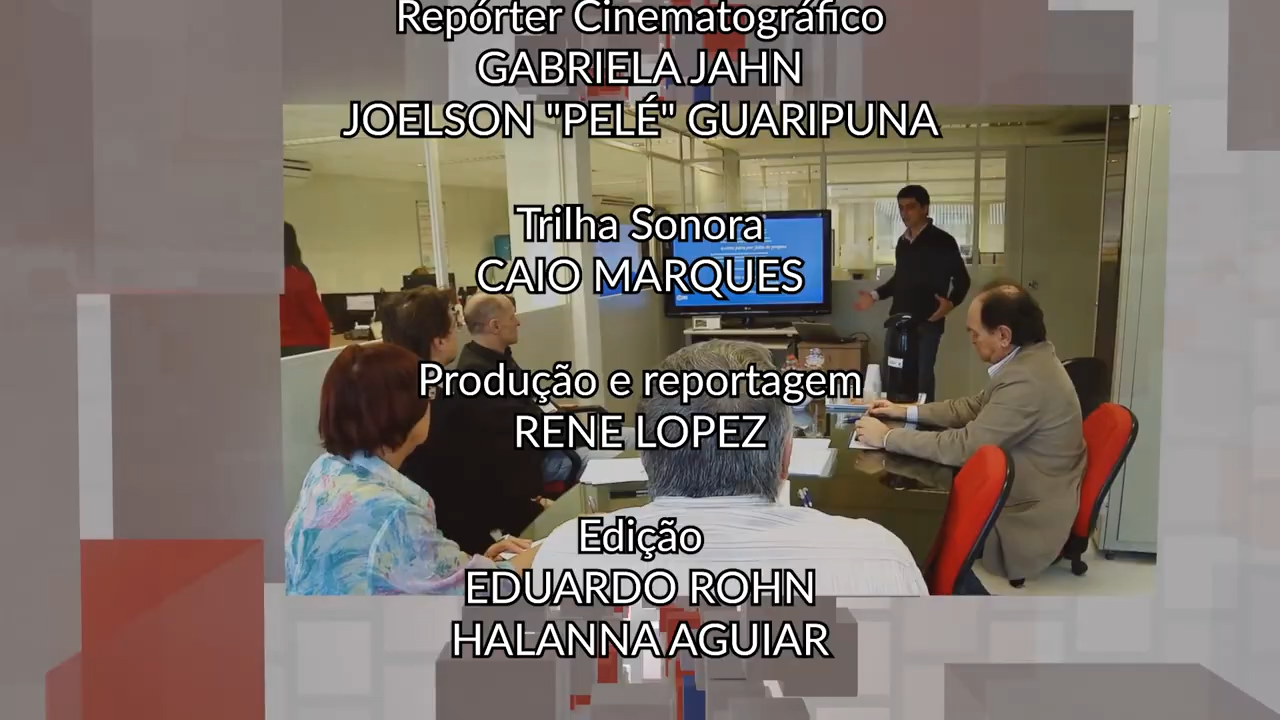 Repórter Cinematográfico
GABRIELA JAHN
JOELSON "PELÉ" GUARIPUNA
Trilha Sonora
CAIO MARQUES
Produção e reportagem
RENE LOPEZ
Edição
EDUARDO ROHN
HALANNA AGUIAR